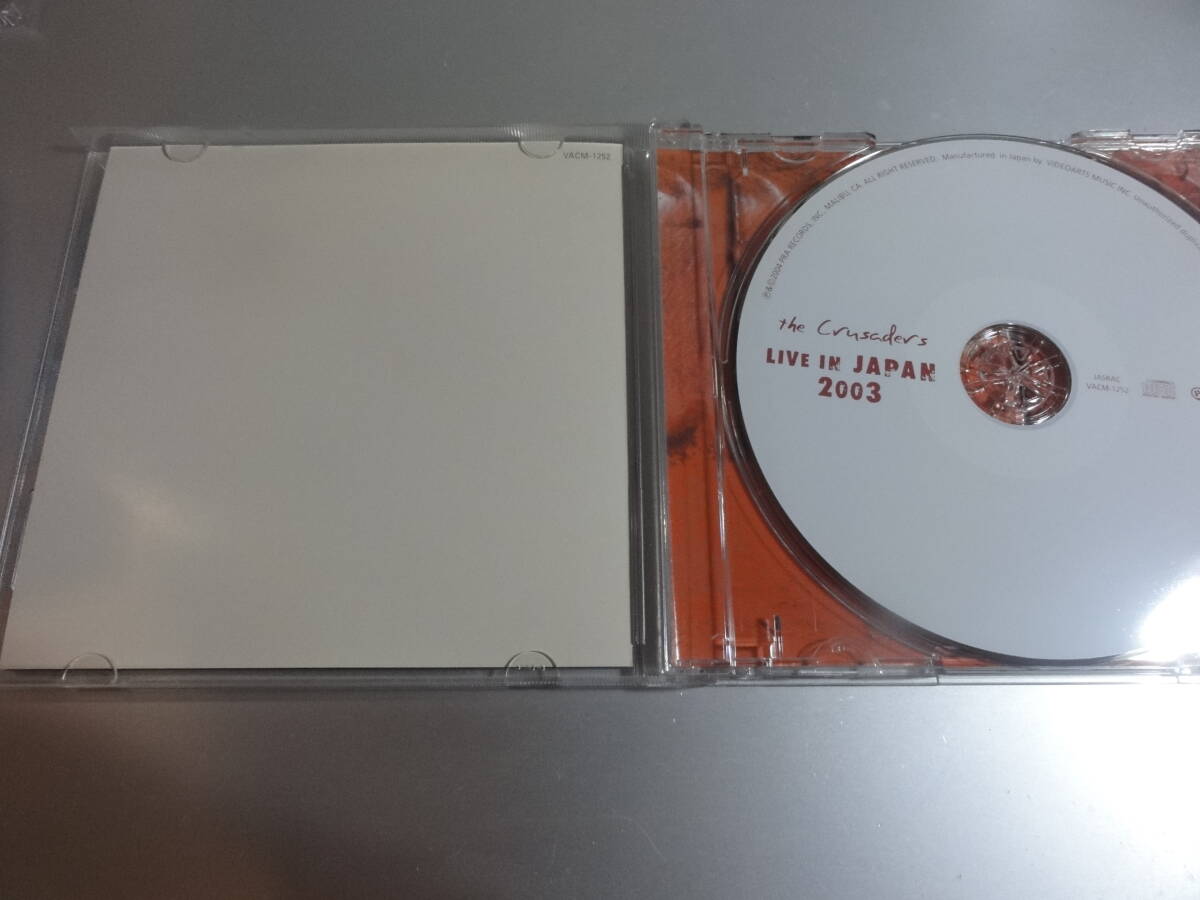 VACM-1252
℗&©2004 PRA RECORDS, INC. MALIBU, CA. ALL RIGHT RESERVED. Manufactured in Japan by VIDEOARTS MUSIC INC. Unauthorized
the Crusaders
LIVE IN JAPAN
2003
JASRAC
VACM-1252